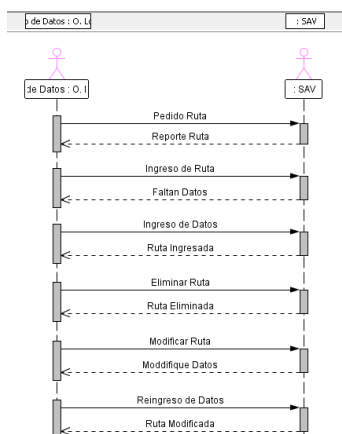 de Datos : O. L
: SAV
de Datos : O. l
: SAV
Pedido Ruta
Reporte Ruta
Ingreso de Ruta
Faltan Datos
Ingreso de Datos
Ruta Ingresada
Eliminar Ruta
Ruta Eliminada
Modificar Ruta
Moddifique Datos
Reingreso de Datos
Ruta Modificada